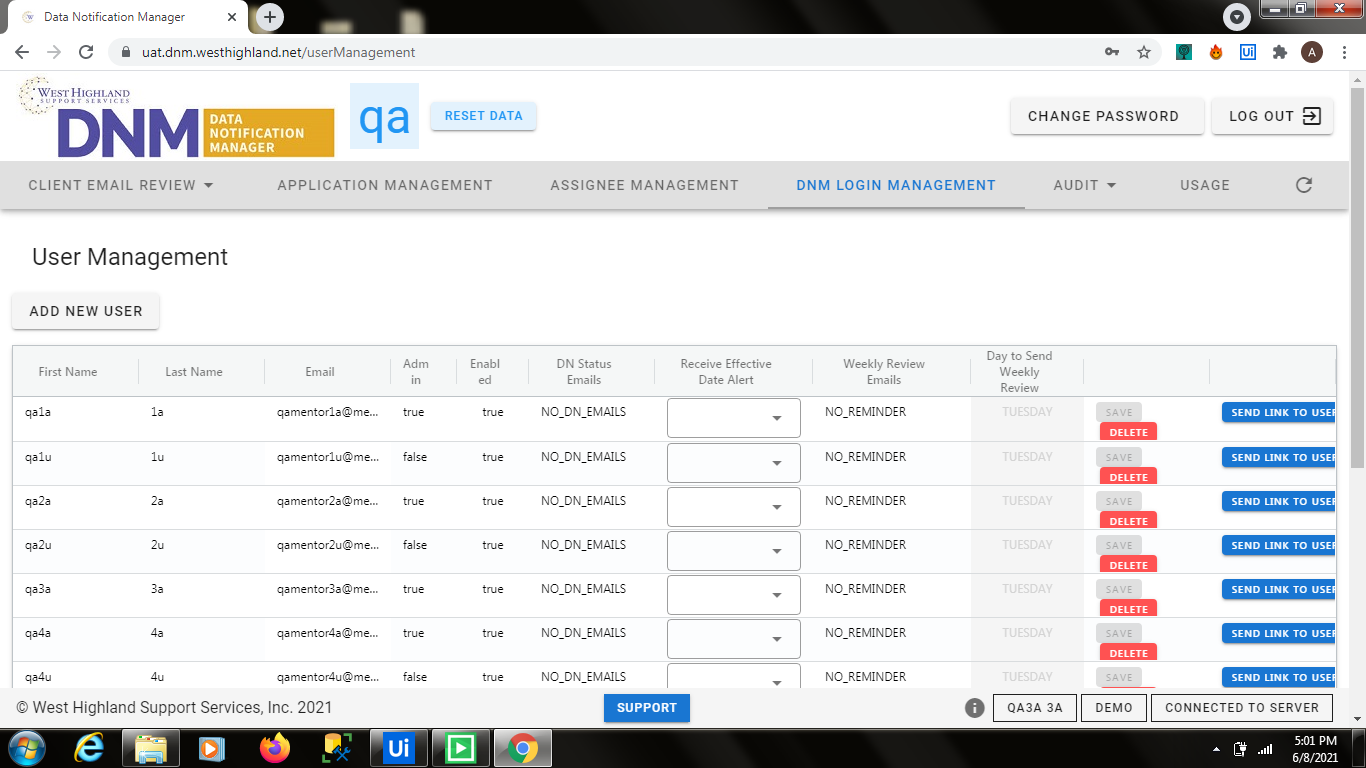 Data Notification Manager
uat.dnm.westhighland.net/userManagement
A
WEST HIGHLAND
SUPPORT SERVICES
DNM DATA NOTIFICATION MANAGER
qa
RESET DATA
CHANGE PASSWORD
LOG OUT
CLIENT EMAIL REVIEW APPLICATION MANAGEMENT ASSIGNEE MANAGEMENT DNM LOGIN MANAGEMENT AUDIT USAGE
User Management
ADD NEW USER
First Name Last Name Email Adm in Enabl ed DN Status Emails Receive Effective Date Alert Weekly Review Emails Day to Send Weekly Review
qa1a 1a qamentor1a@me... true true NO_DN_EMAILS NO_REMINDER TUESDAY SAVE SEND LINK TO USER
DELETE
qa1u 1u qamentor1u@me... false true NO_DN_EMAILS NO_REMINDER TUESDAY SAVE SEND LINK TO USER
DELETE
qa2a 2a qamentor2a@me... true true NO_DN_EMAILS NO_REMINDER TUESDAY SAVE SEND LINK TO USER
DELETE
qa2u 2u qamentor2u@me... false true NO_DN_EMAILS NO_REMINDER TUESDAY SAVE SEND LINK TO USER
DELETE
qa3a 3a qamentor3a@me... true true NO_DN_EMAILS NO_REMINDER TUESDAY SAVE SEND LINK TO USER
DELETE
qa4a 4a qamentor4a@me... true true NO_DN_EMAILS NO_REMINDER TUESDAY SAVE SEND LINK TO USER
DELETE
qa4u 4u qamentor4u@me... false true NO_DN_EMAILS NO_REMINDER TUESDAY SAVE SEND LINK TO USER
© West Highland Support Services, Inc. 2021 SUPPORT QA3A 3A DEMO CONNECTED TO SERVER
Ui
5:01 PM
6/8/2021